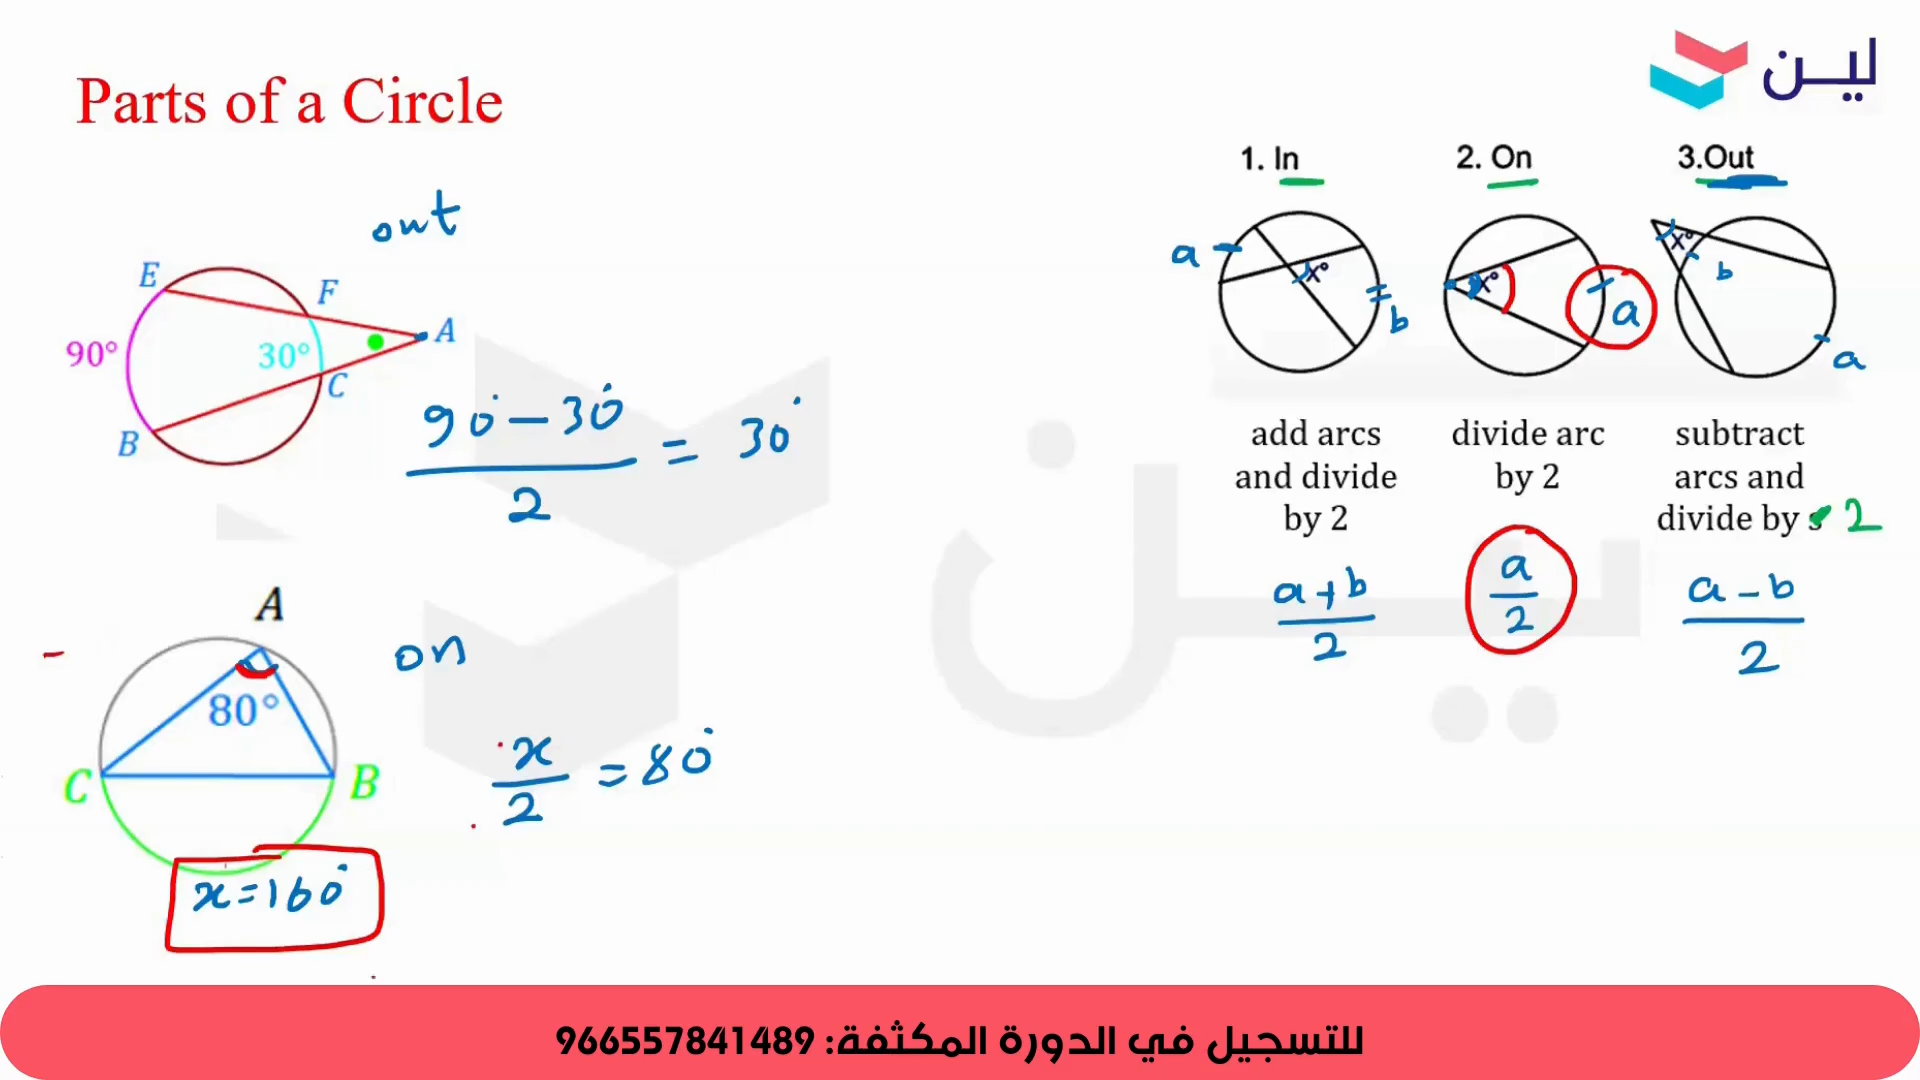 لين
Parts of a Circle
1. In
2. On
3.Out
out
E
F
A
90°
30°
C
B
90° - 30°
2
= 30°
a
x°
b
x°
a
x°
b
a
add arcs
and divide
by 2
divide arc
by 2
subtract
arcs and
divide by s 2
a + b
2
a
2
a - b
2
A
on
80°
C
B
x
2
= 80°
x = 160°
للتسجيل في الدورة المكثفة: 966557841489